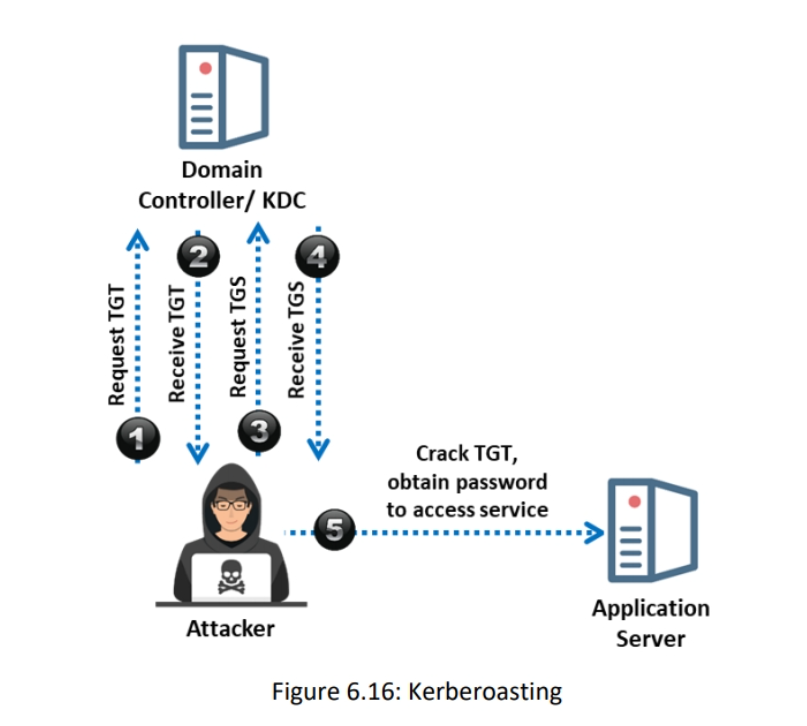 Domain
Controller/ KDC
Request TGT
Receive TGT
Request TGS
Receive TGS
1
2
3
4
Crack TGT,
obtain password
to access service
5
Attacker
Application
Server
Figure 6.16: Kerberoasting